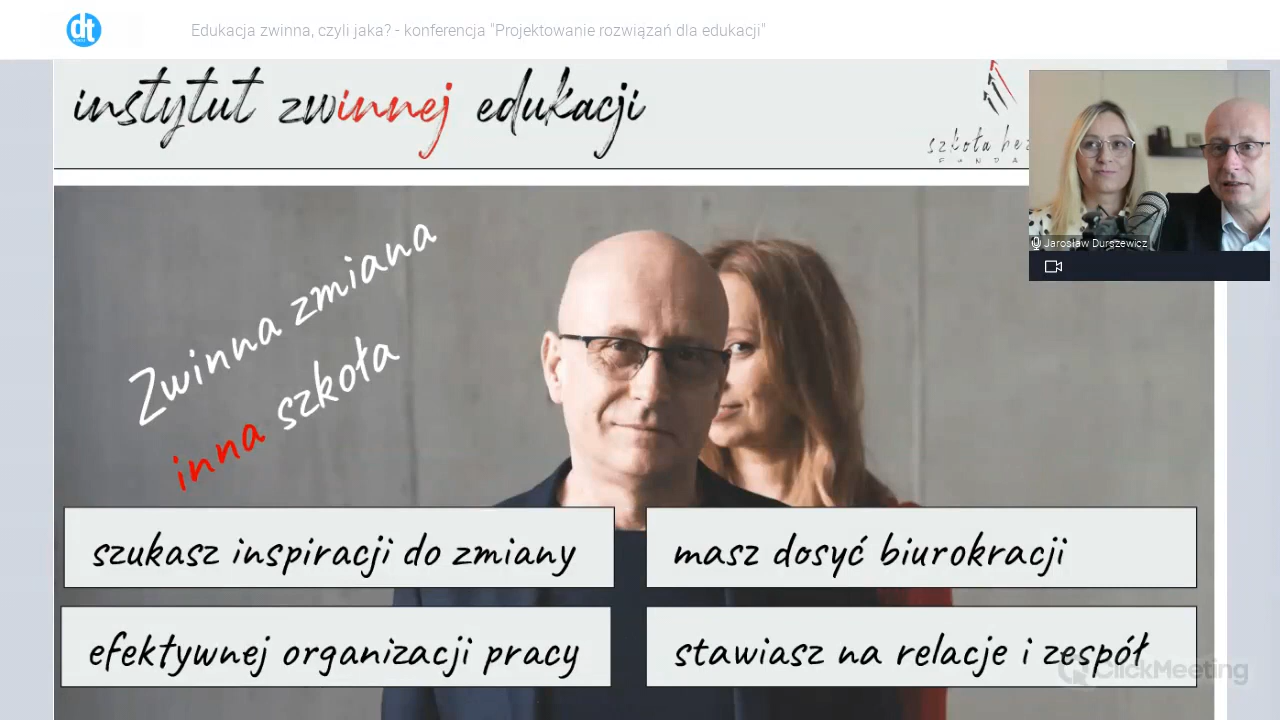 dt
Edukacja zwinna, czyli jaka? - konferencja "Projektowanie rozwiązań dla edukacji"
instytut zwinnej edukacji
szkoła bez
FUNDA
Jarosław Durszewicz
Zwinna zmiana
inna szkoła
szukasz inspiracji do zmiany
masz dosyć biurokracji
efektywnej organizacji pracy
stawiasz na relacje i zespół
ClickMeeting